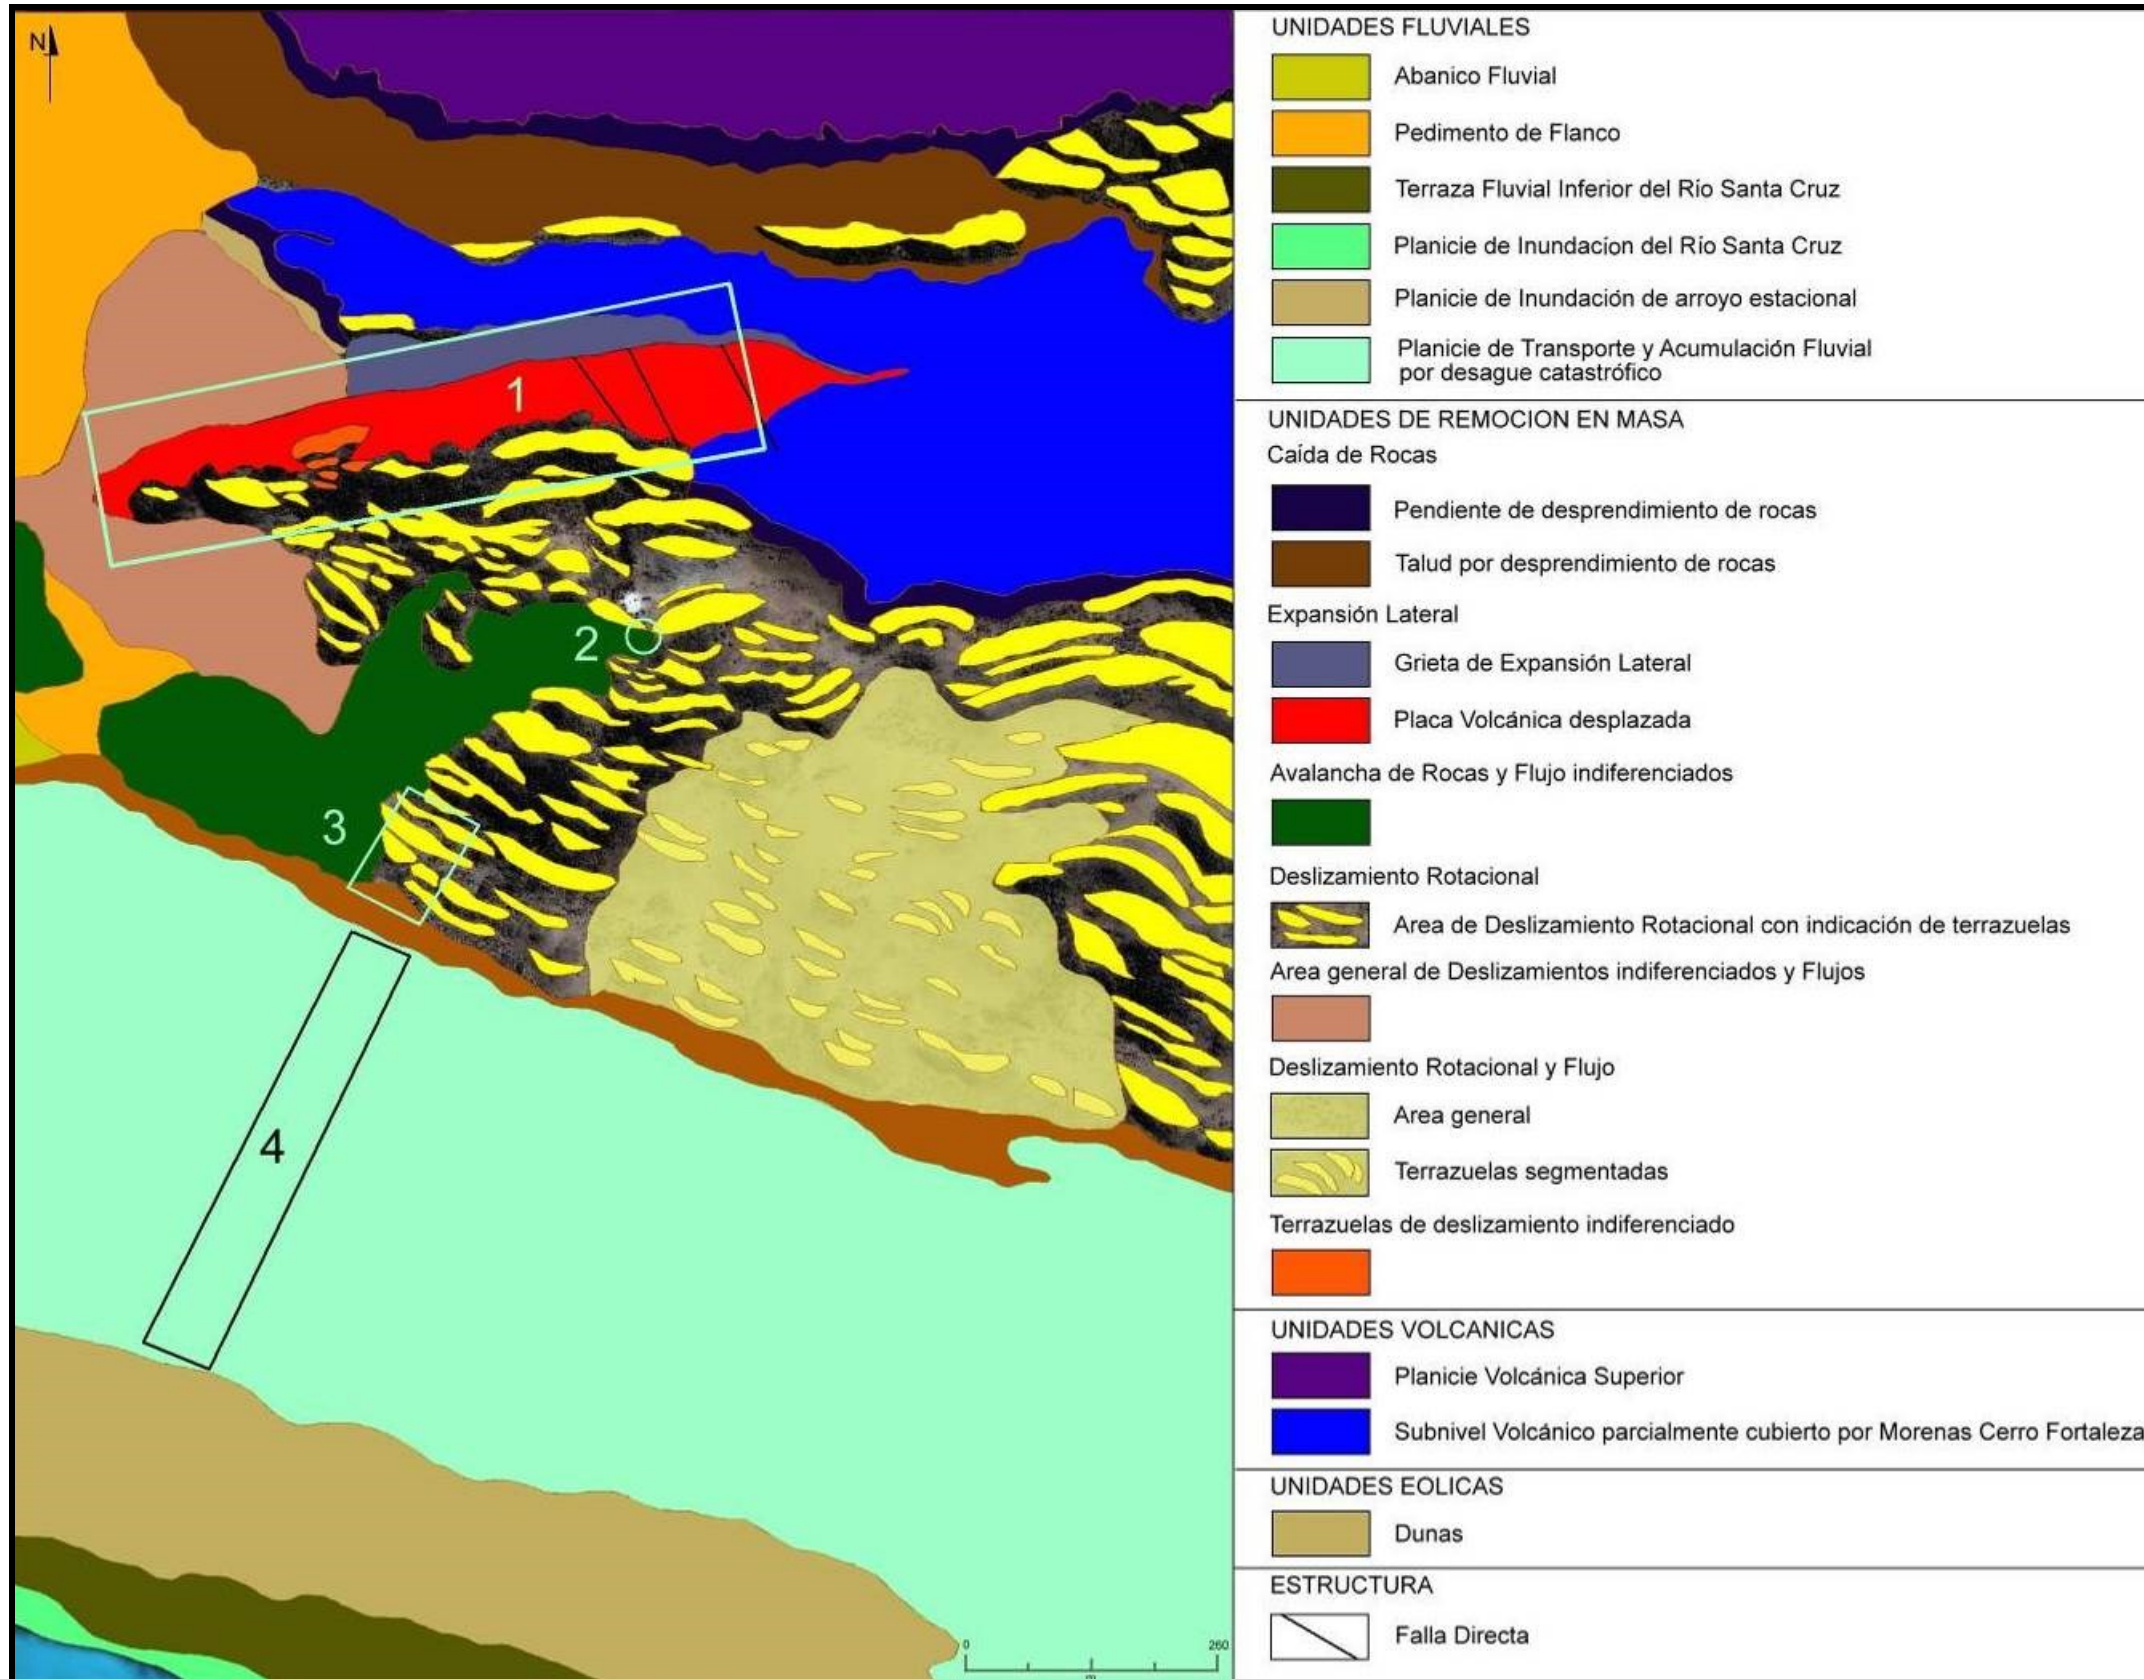 N
1
2
3
4
0
260
m
UNIDADES FLUVIALES
Abanico Fluvial
Pedimento de Flanco
Terraza Fluvial Inferior del Río Santa Cruz
Planicie de Inundacíon del Río Santa Cruz
Planicie de Inundación de arroyo estacional
Planicie de Transporte y Acumulación Fluvial
por desague catastrófico
UNIDADES DE REMOCION EN MASA
Caída de Rocas
Pendiente de desprendimiento de rocas
Talud por desprendimiento de rocas
Expansión Lateral
Grieta de Expansión Lateral
Placa Volcánica desplazada
Avalancha de Rocas y Flujo indiferenciados
Deslizamiento Rotacional
Area de Deslizamiento Rotacional con indicación de terrazuelas
Area general de Deslizamientos indiferenciados y Flujos
Deslizamiento Rotacional y Flujo
Area general
Terrazuelas segmentadas
Terrazuelas de deslizamiento indiferenciado
UNIDADES VOLCANICAS
Planicie Volcánica Superior
Subnivel Volcánico parcialmente cubierto por Morenas Cerro Fortaleza
UNIDADES EOLICAS
Dunas
ESTRUCTURA
Falla Directa